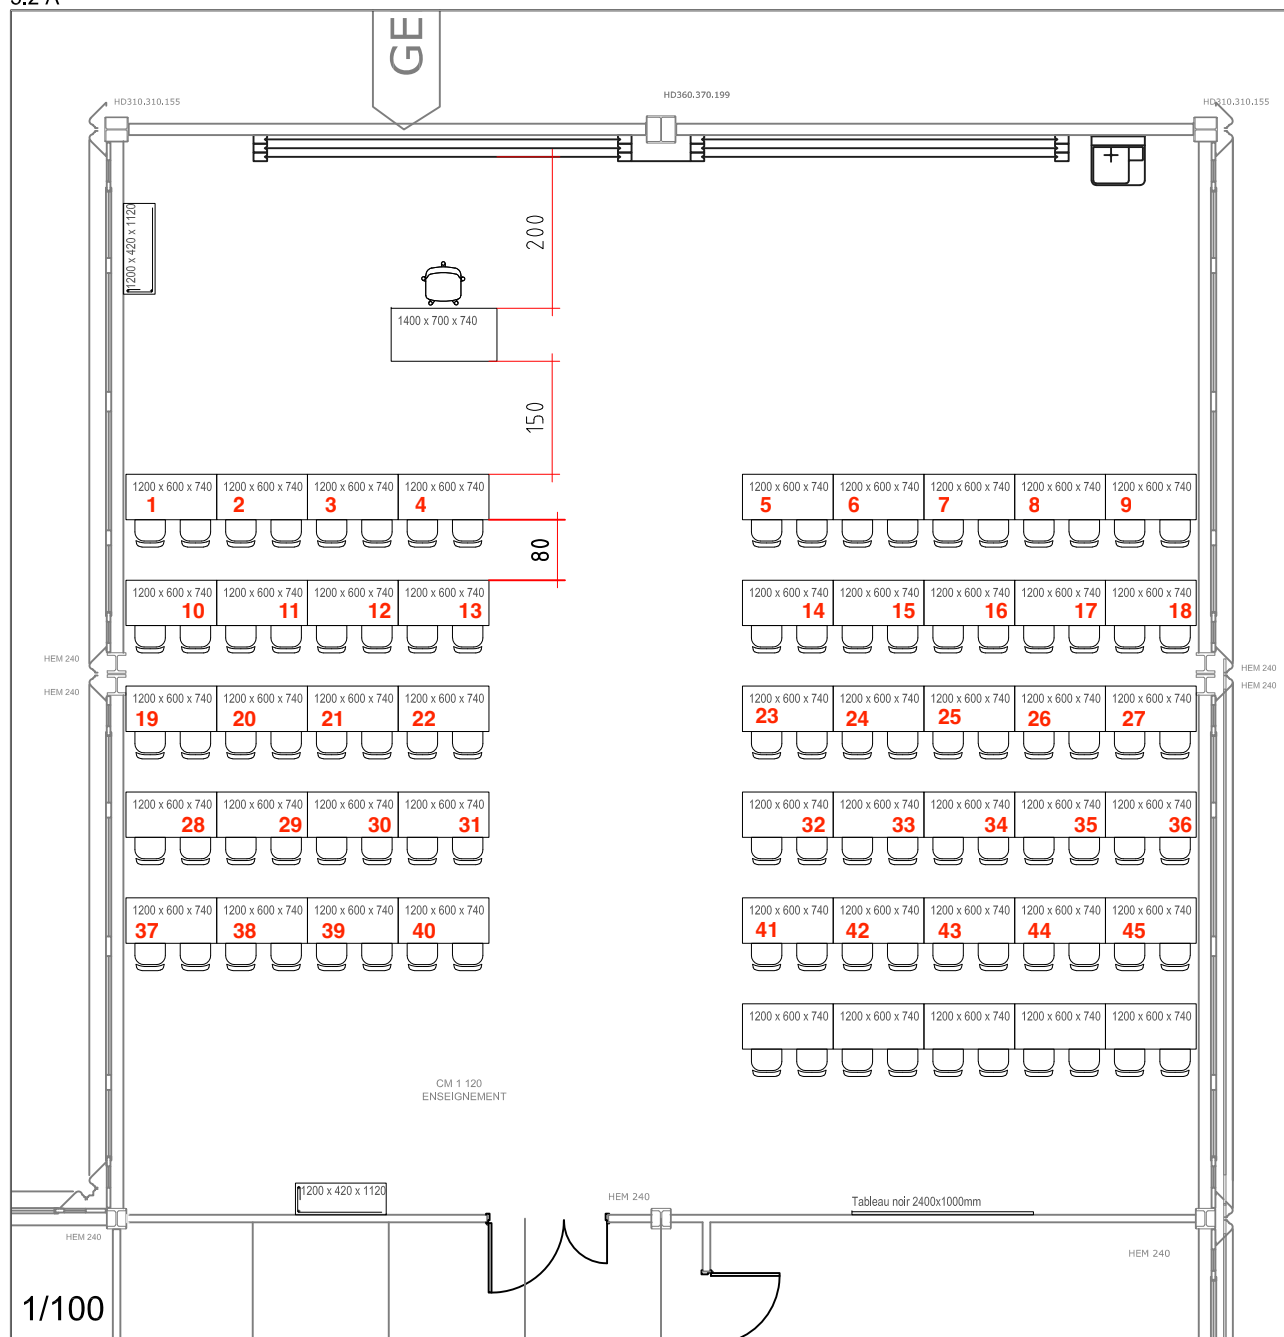 GE
HD310.310.155
HD360.370.199
HD310.310.155
1200 x 420 x 1120
200
1400 x 700 x 740
150
1200 x 600 x 740 1200 x 600 x 740 1200 x 600 x 740 1200 x 600 x 740 1200 x 600 x 740 1200 x 600 x 740 1200 x 600 x 740 1200 x 600 x 740 1200 x 600 x 740
1 2 3 4 5 6 7 8 9
80
1200 x 600 x 740 1200 x 600 x 740 1200 x 600 x 740 1200 x 600 x 740 1200 x 600 x 740 1200 x 600 x 740 1200 x 600 x 740 1200 x 600 x 740 1200 x 600 x 740
10 11 12 13 14 15 16 17 18
HEM 240
HEM 240
HEM 240
HEM 240
1200 x 600 x 740 1200 x 600 x 740 1200 x 600 x 740 1200 x 600 x 740 1200 x 600 x 740 1200 x 600 x 740 1200 x 600 x 740 1200 x 600 x 740 1200 x 600 x 740
19 20 21 22 23 24 25 26 27
1200 x 600 x 740 1200 x 600 x 740 1200 x 600 x 740 1200 x 600 x 740 1200 x 600 x 740 1200 x 600 x 740 1200 x 600 x 740 1200 x 600 x 740 1200 x 600 x 740
28 29 30 31 32 33 34 35 36
1200 x 600 x 740 1200 x 600 x 740 1200 x 600 x 740 1200 x 600 x 740 1200 x 600 x 740 1200 x 600 x 740 1200 x 600 x 740 1200 x 600 x 740 1200 x 600 x 740
37 38 39 40 41 42 43 44 45
1200 x 600 x 740 1200 x 600 x 740 1200 x 600 x 740 1200 x 600 x 740 1200 x 600 x 740
CM 1 120
ENSEIGNEMENT
1200 x 420 x 1120
HEM 240
Tableau noir 2400x1000mm
HEM 240
HEM 240
1/100